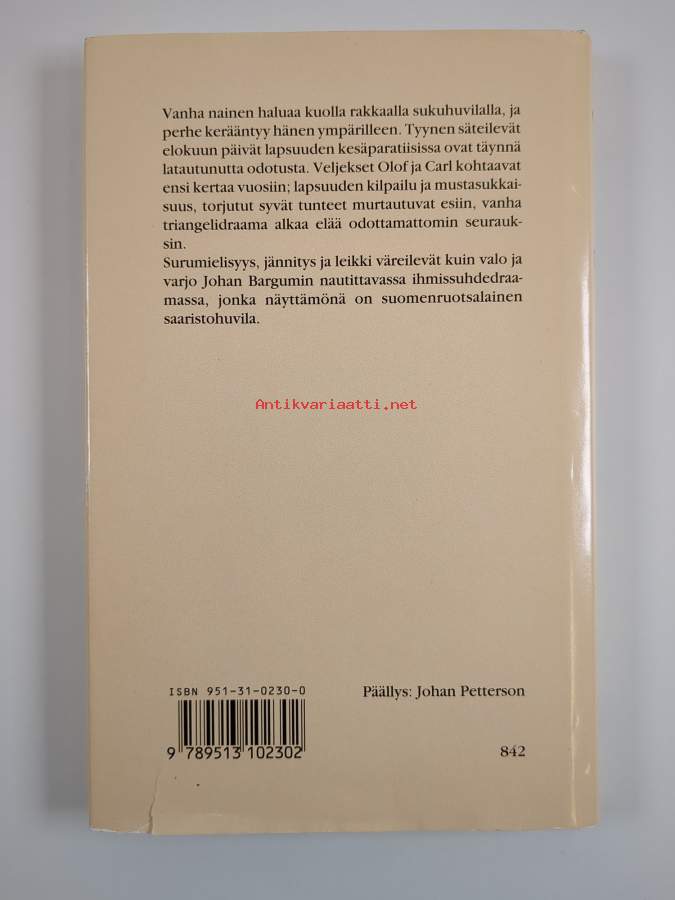 Vanha nainen haluaa kuolla rakkaalla sukuhuvilalla, ja
perhe kerääntyy hänen ympärilleen. Tyynen säteilevät
elokuun päivät lapsuuden kesäparatiisissa ovat täynnä
latautunutta odotusta. Veljekset Olof ja Carl kohtaavat
ensi kertaa vuosiin; lapsuuden kilpailu ja mustasukkai-
suus, torjutut syvät tunteet murtautuvat esiin, vanha
triangelidraama alkaa elää odottamattomin seurauk-
sin.
Surumielisyys, jännitys ja leikki väreilevät kuin valo ja
varjo Johan Bargumin nautittavassa ihmissuhdedraa-
massa, jonka näyttämönä on suomenruotsalainen
saaristohuvila.
Antikvariaatti.net
ISBN 951-31-0230-0
Päällys: Johan Petterson
9 789513 102302
842